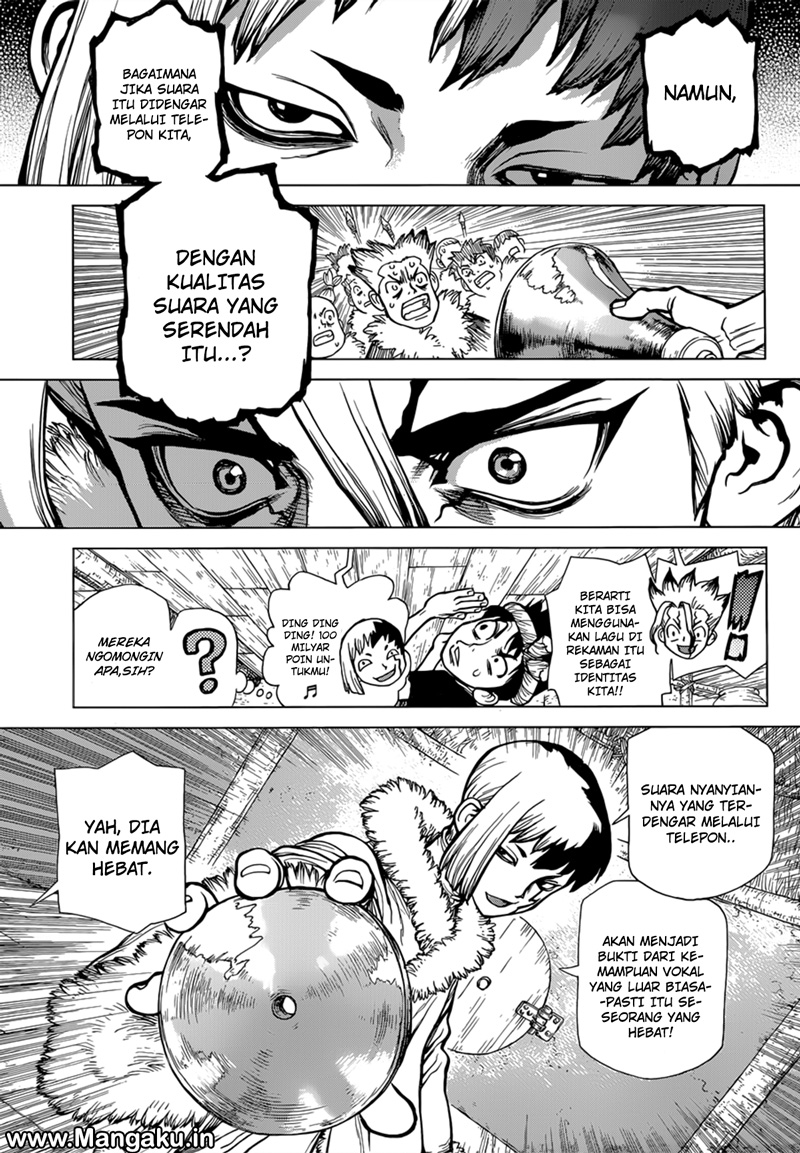 NAMUN,
BAGAIMANA
JIKA SUARA
ITU DIDENGAR
MELALUI TELE-
PON KITA,
DENGAN
KUALITAS
SUARA YANG
SERENDAH
ITU...?
!!
BERARTI
KITA BISA
MENGGUNA-
KAN LAGU DI
REKAMAN ITU
SEBAGAI
IDENTITAS
KITA!!
DING DING
DING! 100
MILYAR
POIN UN-
TUKMU!
♫
?
MEREKA
NGOMONGIN
APA,SIH?
SUARA NYANYIAN-
NYA YANG TER-
DENGAR MELALUI
TELEPON..
YAH, DIA
KAN MEMANG
HEBAT.
AKAN MENJADI
BUKTI DARI KE-
MAMPUAN VOKAL
YANG LUAR BIASA-
PASTI ITU SE-
SEORANG YANG
HEBAT!
www.Mangaku.in